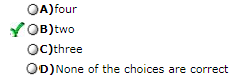 A)four
B)two
C)three
D)None of the choices are correct